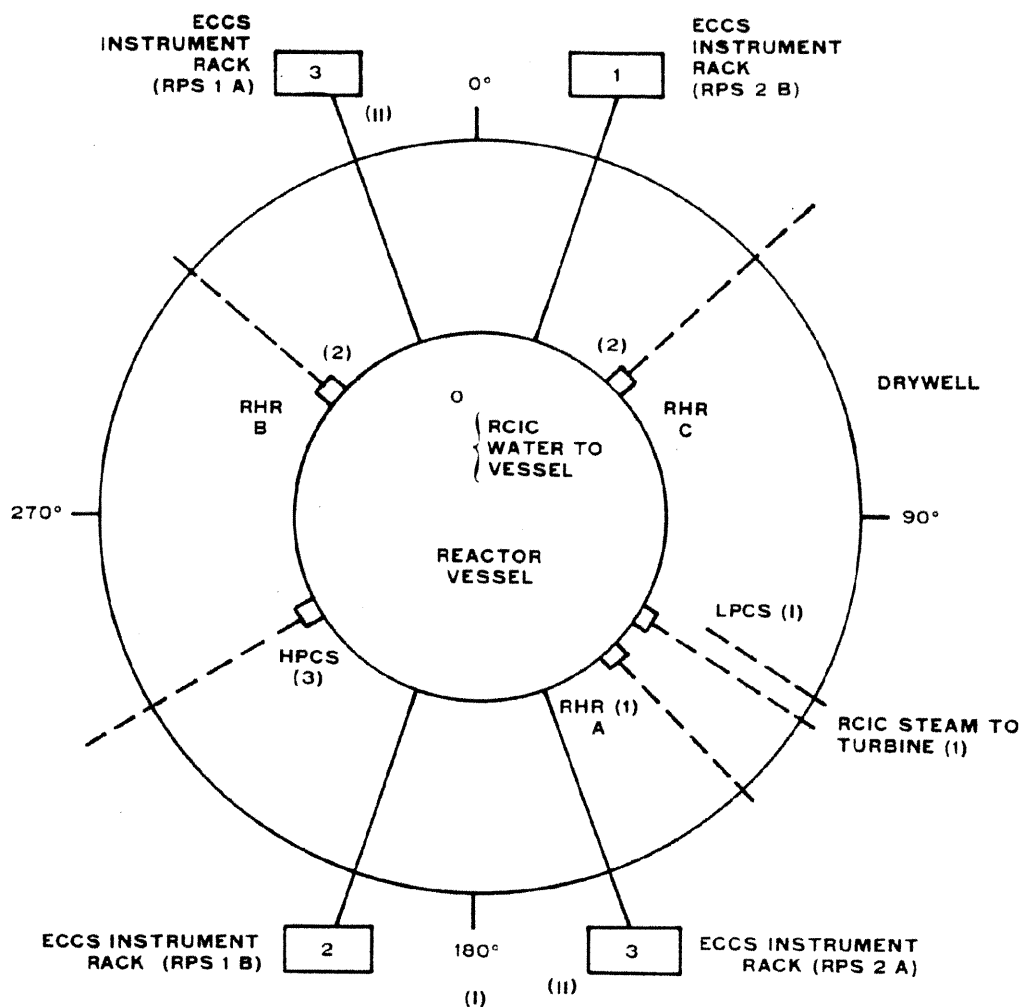 ECCS
INSTRUMENT
RACK
(RPS 1 A)
3
(II)
0°
1
ECCS
INSTRUMENT
RACK
(RPS 2 B)
(2)
RHR
B
(2)
RHR
C
DRYWELL
O
RCIC
WATER TO
VESSEL
270°
90°
REACTOR
VESSEL
LPCS (I)
HPCS
(3)
RHR (1)
A
RCIC STEAM TO
TURBINE (1)
ECCS INSTRUMENT
RACK (RPS 1 B)
2
180°
(I)
(II)
3
ECCS INSTRUMENT
RACK (RPS 2 A)